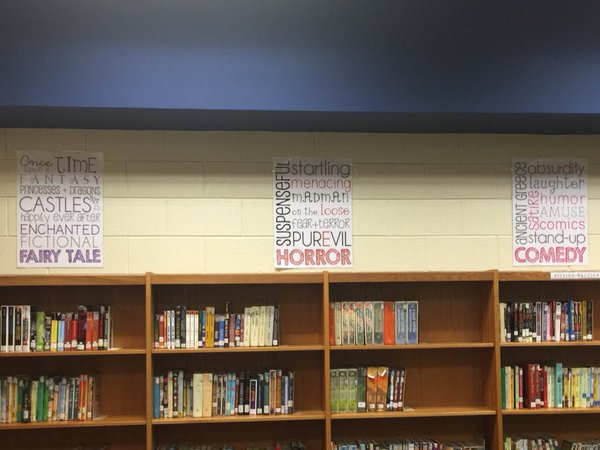 Once upon a TIME
FANTASY
PRINCESSES + DRAGONS
CASTLES
happily ever after
ENCHANTED
FICTIONAL
FAIRY TALE
SUSPENSEFUL
startling
menacing
MADMAN
on the loose
fear+terror
PUREVIL
HORROR
ancient Greece
satire
absurdity
laughter
humor
AMUSE
comics
stand-up
COMEDY